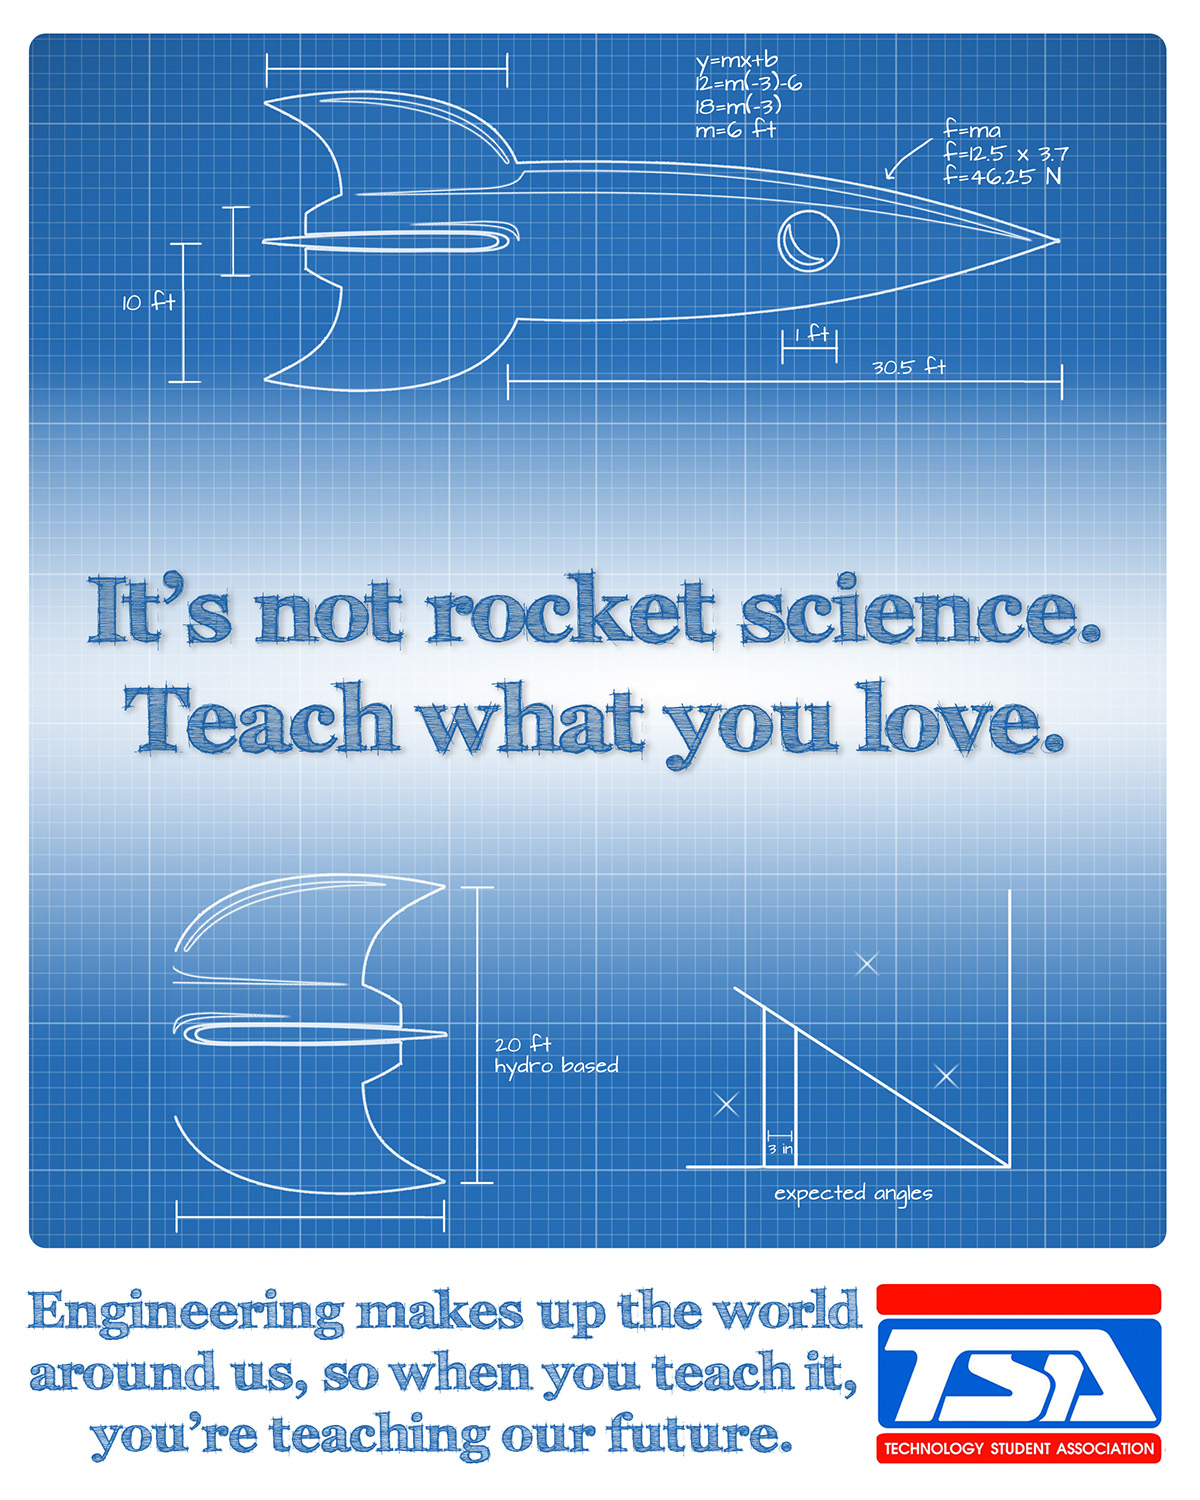 y=mx+b
12=m(-3)-6
18=m(-3)
m=6 ft
f=ma
f=12.5 x 3.7
f=46.25 N
10 ft
1 ft
30.5 ft
It's not rocket science.
Teach what you love.
20 ft
hydro based
3 in
expected angles
Engineering makes up the world
around us, so when you teach it,
you're teaching our future.
TSA
TECHNOLOGY STUDENT ASSOCIATION